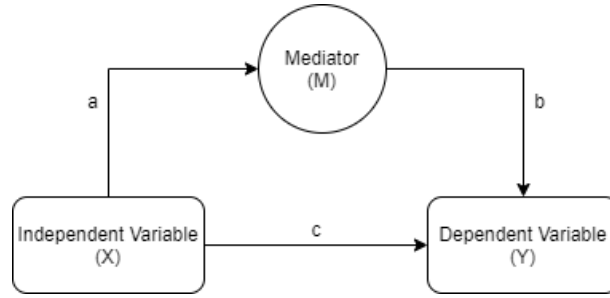 Mediator
(M)
a
b
Independent Variable
(X)
c
Dependent Variable
(Y)